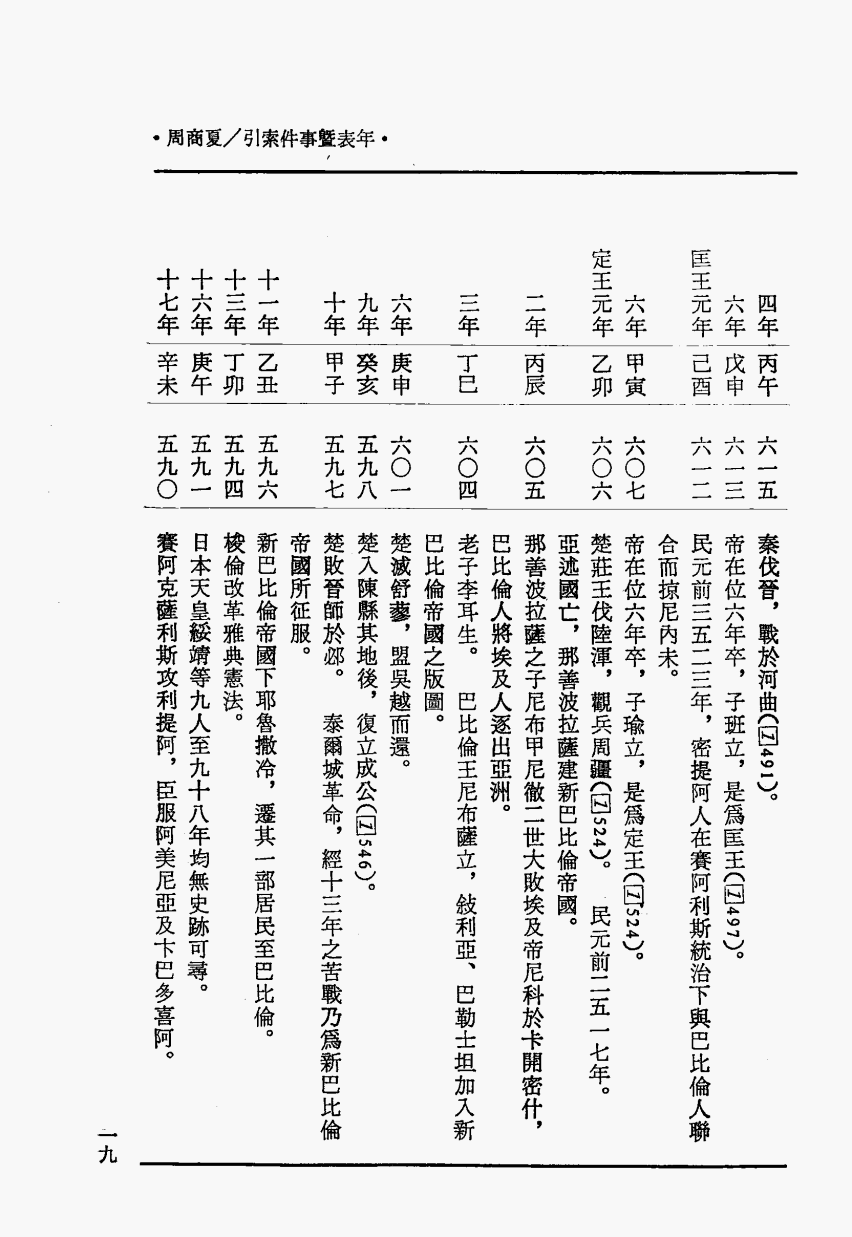 •周商夏／引索件事曁表年•
四年 丙午 六一五 秦伐晉，戰於河曲(1491)。
六年 戊申 六一三 帝在位六年卒，子班立，是爲匡王(1497)。
匡王元年 己酉 六一二 民元前三五二三年，密提阿人在賽阿利斯統治下與巴比倫人聯
合而掠尼內未。
六年 甲寅 六〇七 帝在位六年卒，子瑜立，是爲定王(1524)。
定王元年 乙卯 六〇六 楚莊王伐陸渾，觀兵周疆(1524)。 民元前二五一七年。
亞述國亡，那善波拉薩建新巴比倫帝國。
二年 丙辰 六〇五 那善波拉薩之子尼布甲尼徹二世大敗埃及帝尼科於卡開密什，
巴比倫人將埃及人逐出亞洲。
三年 丁巳 六〇四 老子李耳生。 巴比倫王尼布薩立，敍利亞、巴勒士坦加入新
巴比倫帝國之版圖。
六年 庚申 六〇一 楚滅舒蓼，盟吳越而還。
九年 癸亥 五九八 楚入陳縣其地後，復立成公(1546)。
十年 甲子 五九七 楚敗晉師於邲。 泰爾城革命，經十三年之苦戰乃爲新巴比倫
帝國所征服。
十一年 乙丑 五九六 新巴比倫帝國下耶魯撒冷，遷其一部居民至巴比倫。
十三年 丁卯 五九四 梭倫改革雅典憲法。
十六年 庚午 五九一 日本天皇綏靖等九人至九十八年均無史跡可尋。
十七年 辛未 五九〇 賽阿克薩利斯攻利提阿，臣服阿美尼亞及卡巴多喜阿。
一九